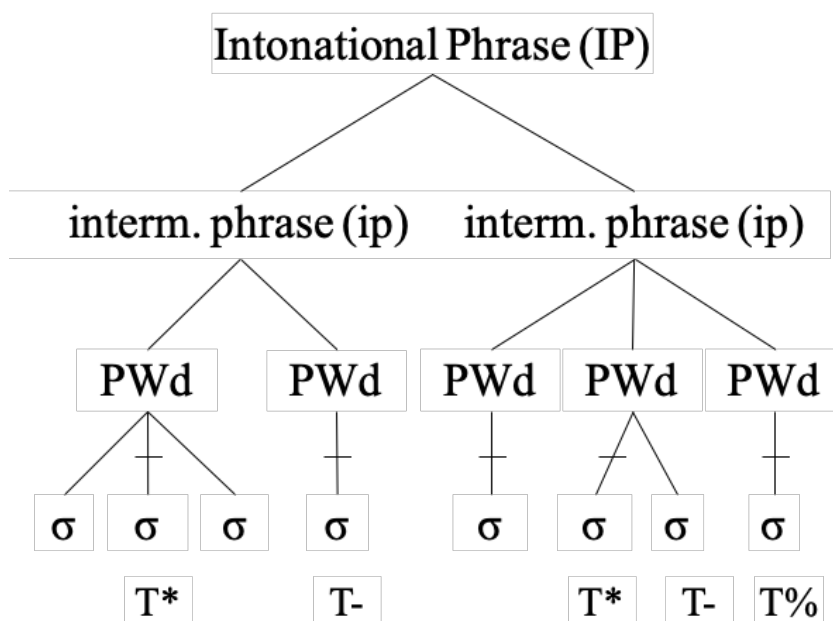 Intonational Phrase (IP)
interm. phrase (ip) interm. phrase (ip)
PWd PWd PWd PWd PWd
σ σ σ σ σ σ σ σ
T* T- T* T- T%